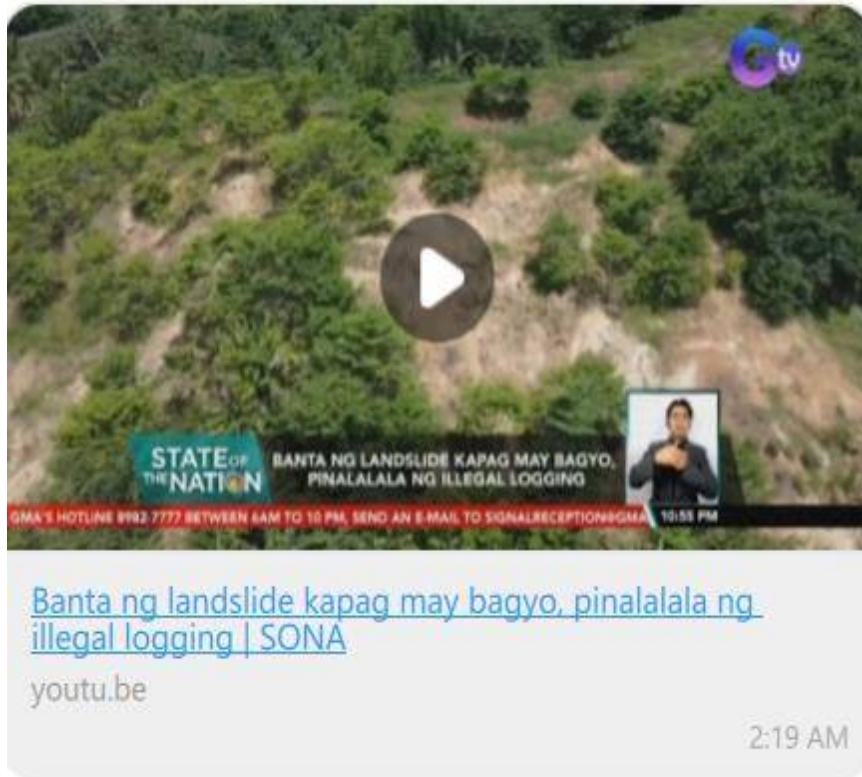 Gtv
STATE OF
THE NATION
BANTA NG LANDSLIDE KAPAG MAY BAGYO,
PINALALALA NG ILLEGAL LOGGING
GMA'S HOTLINE 8982-7777 BETWEEN 6AM TO 10 PM, SEND AN E-MAIL TO SIGNALRECEPTION@GMA
10:55 PM
Banta ng landslide kapag may bagyo, pinalalala ng
illegal logging | SONA
youtu.be
2:19 AM